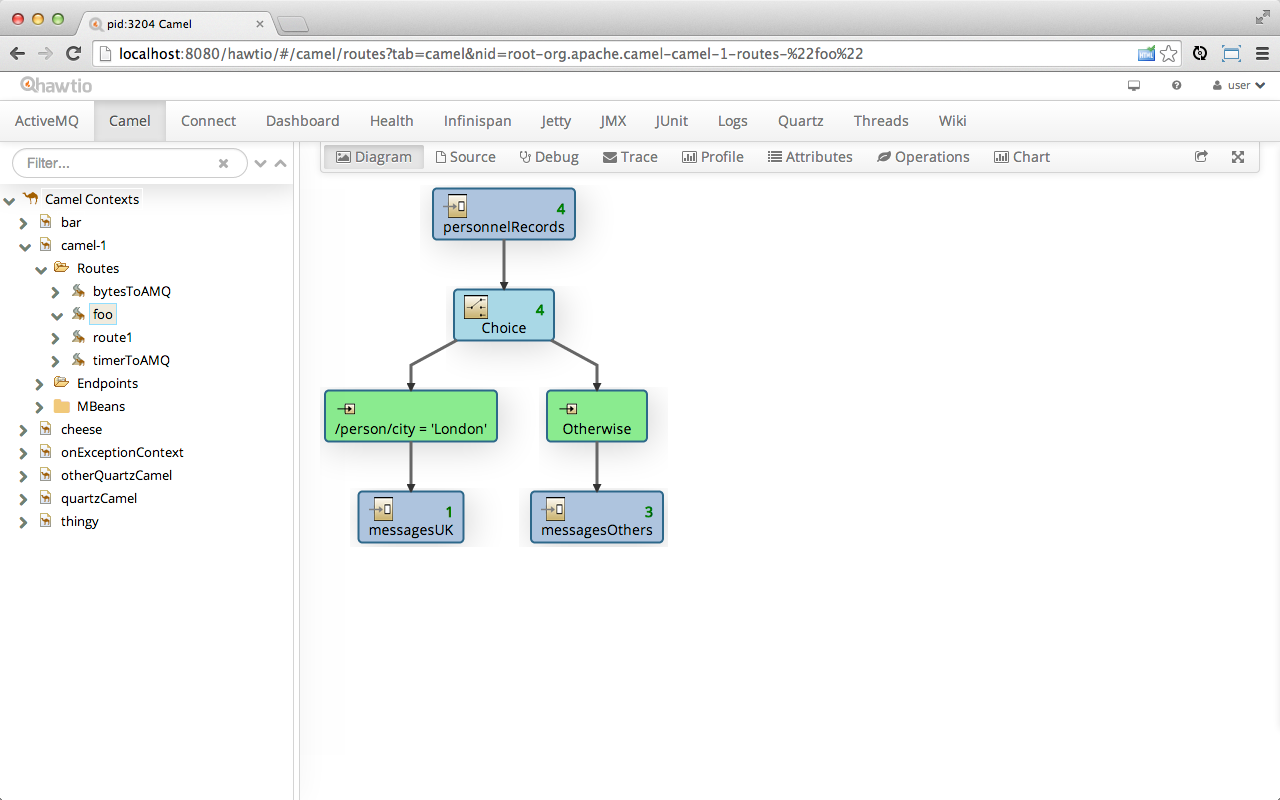 pid:3204 Camel
localhost:8080/hawtio/#/camel/routes?tab=camel&nid=root-org.apache.camel-camel-1-routes-%22foo%22
hawtio
user
ActiveMQ Camel Connect Dashboard Health Infinispan Jetty JMX JUnit Logs Quartz Threads Wiki
Filter...
Diagram Source Debug Trace Profile Attributes Operations Chart
Camel Contexts
bar
camel-1
Routes
bytesToAMQ
foo
route1
timerToAMQ
Endpoints
MBeans
cheese
onExceptionContext
otherQuartzCamel
quartzCamel
thingy
4
personnelRecords
4
Choice
/person/city = 'London'
Otherwise
1
messagesUK
3
messagesOthers